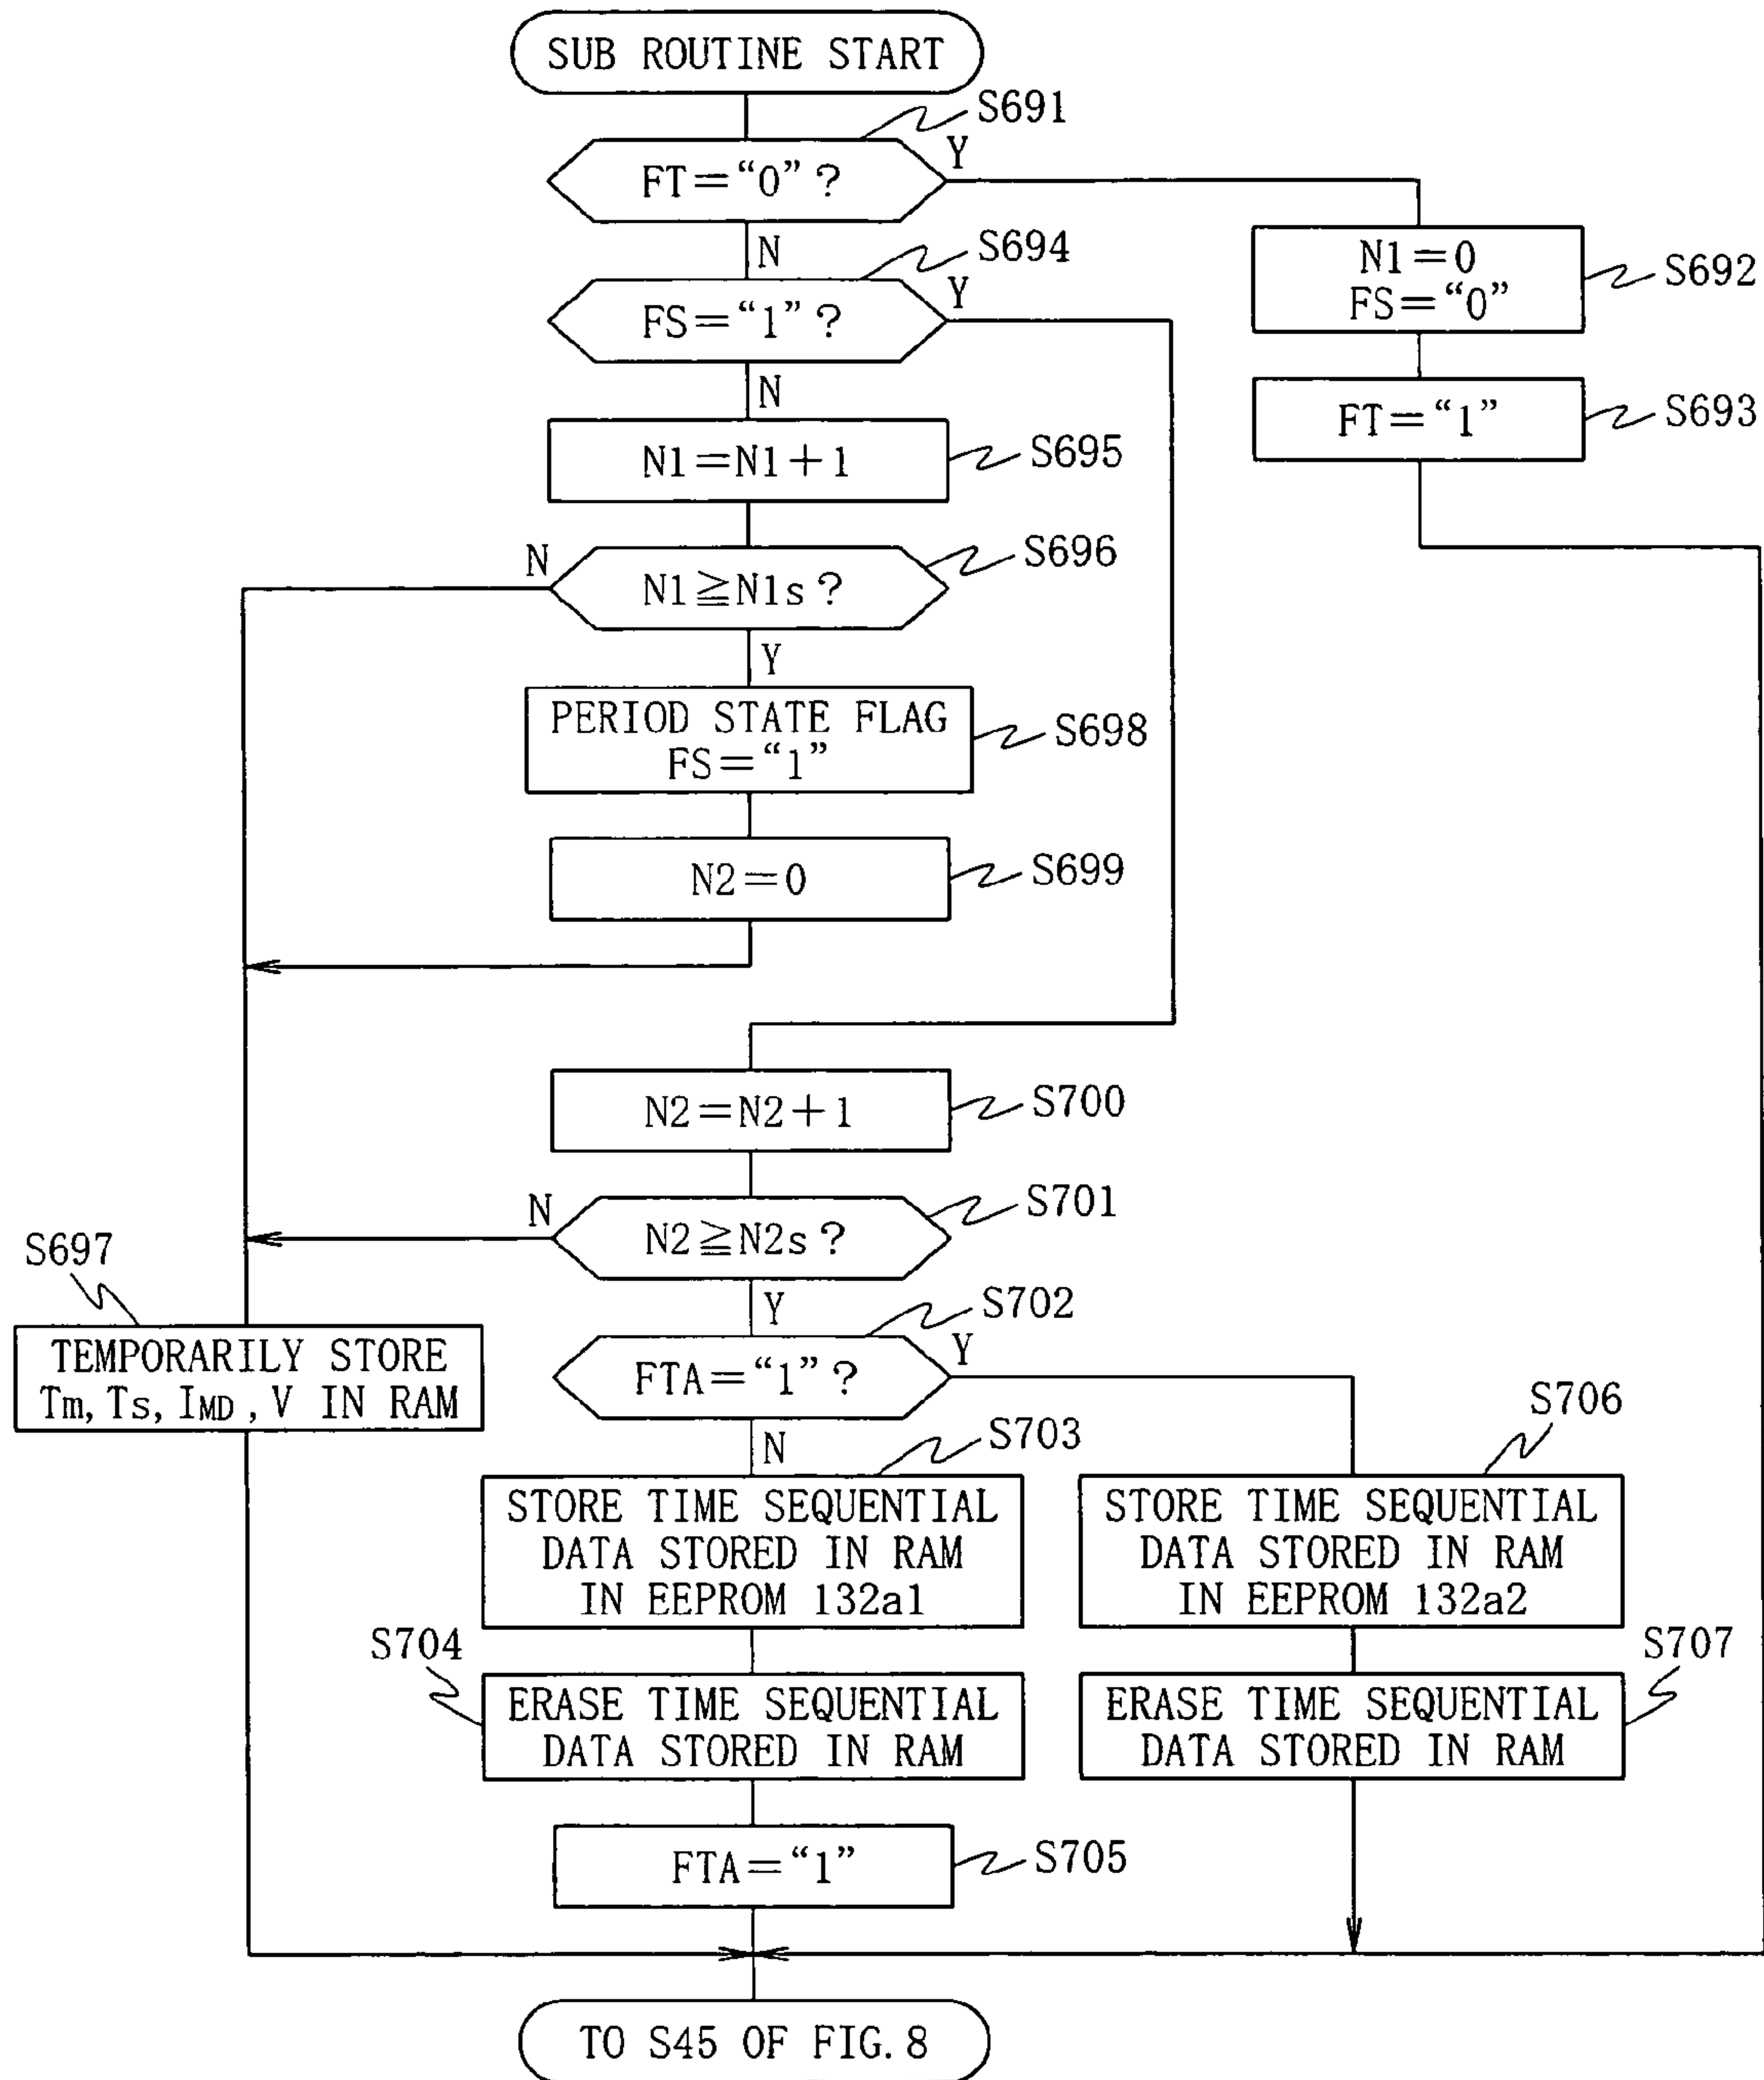 SUB ROUTINE START
S691
FT=“0”?
Y
N
S694
FS=“1”?
Y
N
N1=0
FS=“0”
S692
FT=“1”
S693
N1=N1+1
S695
N1≧N1s?
S696
N
Y
PERIOD STATE FLAG
FS=“1”
S698
N2=0
S699
N2=N2+1
S700
N2≧N2s?
S701
N
Y
S697
TEMPORARILY STORE
Tm, Ts, IMD, V IN RAM
S702
FTA=“1”?
Y
N
S703
STORE TIME SEQUENTIAL
DATA STORED IN RAM
IN EEPROM 132a1
S706
STORE TIME SEQUENTIAL
DATA STORED IN RAM
IN EEPROM 132a2
S704
ERASE TIME SEQUENTIAL
DATA STORED IN RAM
S707
ERASE TIME SEQUENTIAL
DATA STORED IN RAM
FTA=“1”
S705
TO S45 OF FIG. 8